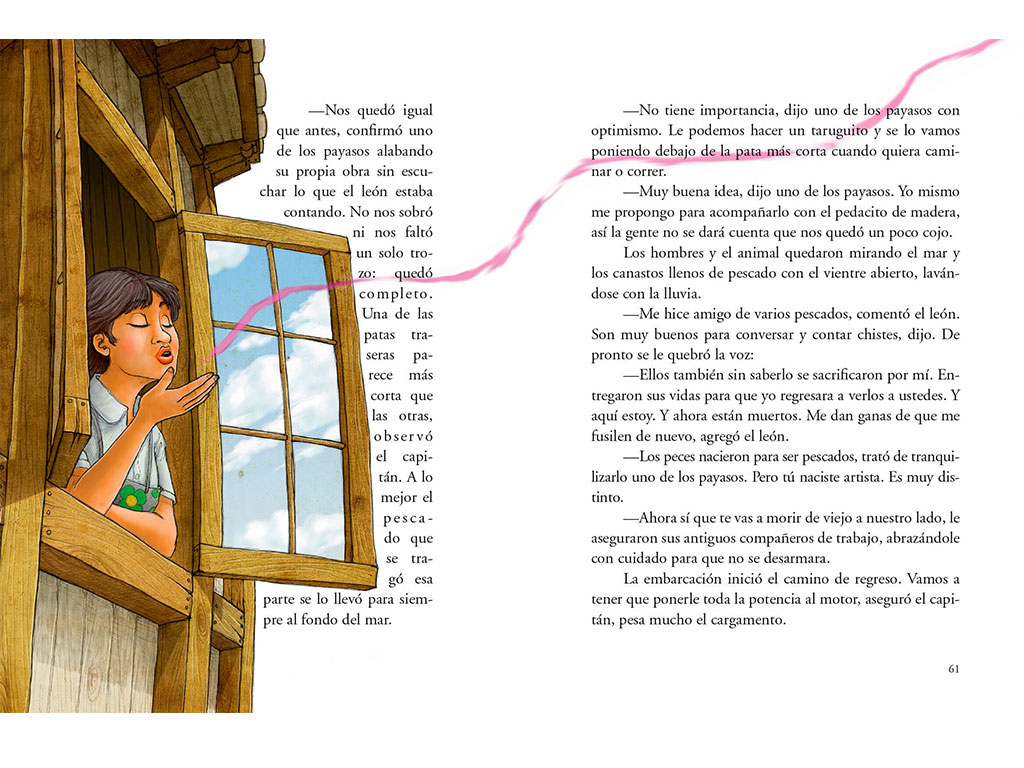 —Nos quedó igual
que antes, confirmó uno
de los payasos alabando
su propia obra sin escu-
char lo que el león estaba
contando. No nos sobró
ni nos faltó
un solo tro-
zo: quedó
completo.
Una de las
patas tra-
seras pa-
rece más
corta que
las otras,
observó
el capi-
tán. A lo
mejor el
pesca-
do que
se tra-
gó esa
parte se lo llevó para siem-
pre al fondo del mar.
—No tiene importancia, dijo uno de los payasos con
optimismo. Le podemos hacer un taruguito y se lo vamos
poniendo debajo de la pata más corta cuando quiera cami-
nar o correr.
—Muy buena idea, dijo uno de los payasos. Yo mismo
me propongo para acompañarlo con el pedacito de madera,
así la gente no se dará cuenta que nos quedó un poco cojo.
Los hombres y el animal quedaron mirando el mar y
los canastos llenos de pescado con el vientre abierto, laván-
dose con la lluvia.
—Me hice amigo de varios pescados, comentó el león.
Son muy buenos para conversar y contar chistes, dijo. De
pronto se le quebró la voz:
—Ellos también sin saberlo se sacrificaron por mí. En-
tregaron sus vidas para que yo regresara a verlos a ustedes. Y
aquí estoy. Y ahora están muertos. Me dan ganas de que me
fusilen de nuevo, agregó el león.
—Los peces nacieron para ser pescados, trató de tranqui-
lizarlo uno de los payasos. Pero tú naciste artista. Es muy dis-
tinto.
—Ahora sí que te vas a morir de viejo a nuestro lado, le
aseguraron sus antiguos compañeros de trabajo, abrazándole
con cuidado para que no se desarmara.
La embarcación inició el camino de regreso. Vamos a
tener que ponerle toda la potencia al motor, aseguró el capi-
tán, pesa mucho el cargamento.
61